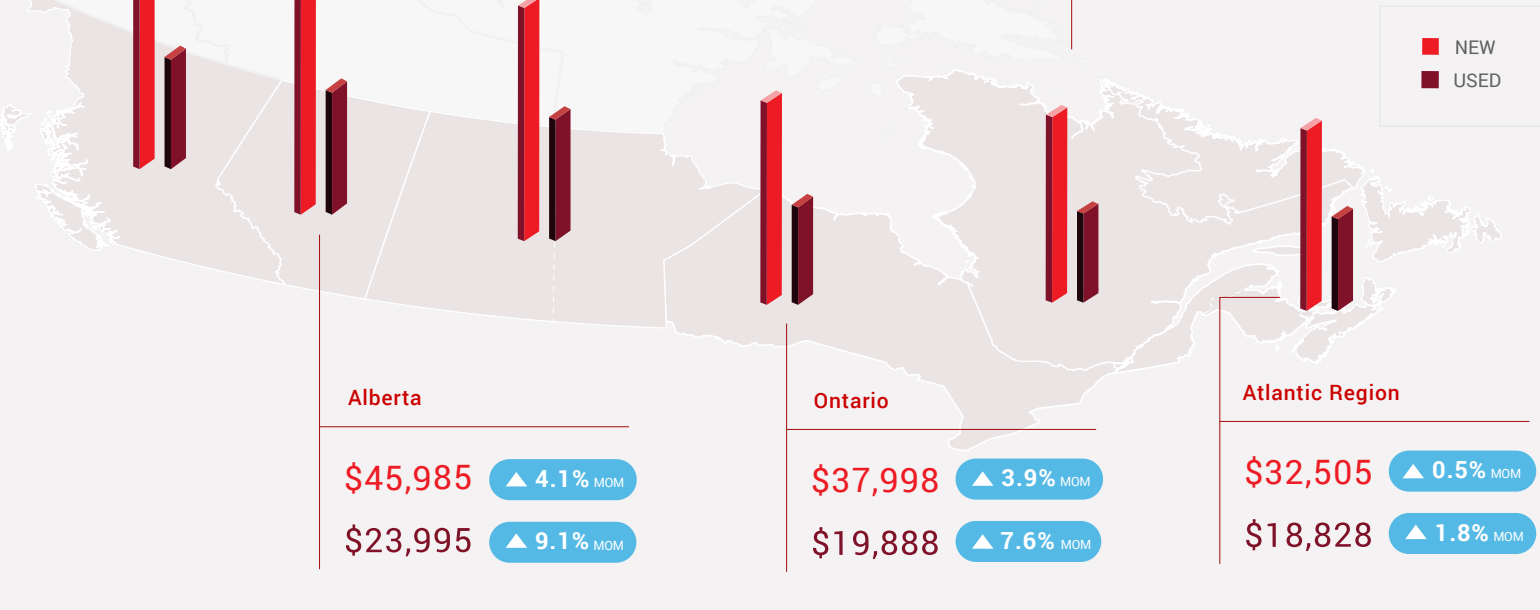 NEW
USED
Alberta
$45,985 ▲ 4.1% MOM
$23,995 ▲ 9.1% MOM
Ontario
$37,998 ▲ 3.9% MOM
$19,888 ▲ 7.6% MOM
Atlantic Region
$32,505 ▲ 0.5% MOM
$18,828 ▲ 1.8% MOM